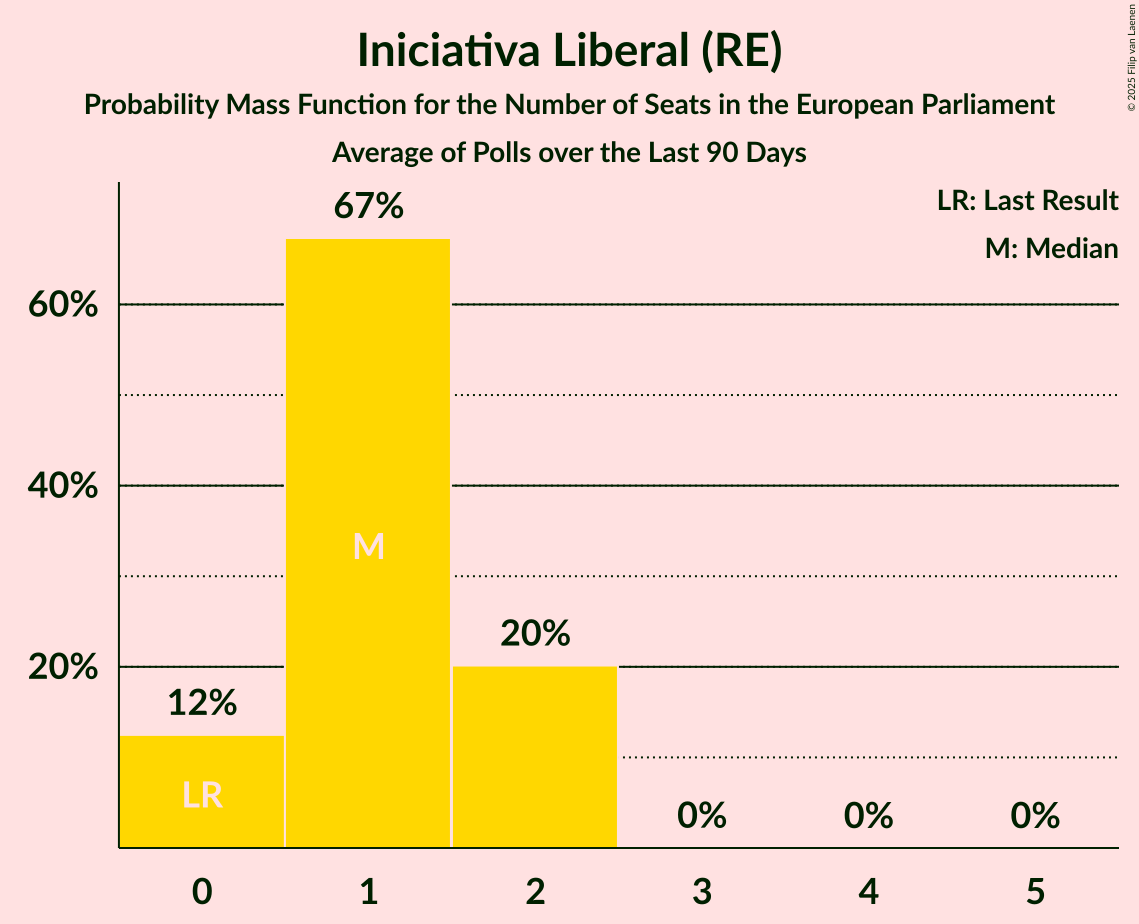 Iniciativa Liberal (RE)
Probability Mass Function for the Number of Seats in the European Parliament
Average of Polls over the Last 90 Days
© 2025 Filip van Laenen
LR: Last Result
M: Median
67%
60%
40%
M
20%
20%
12%
LR
0%
0%
0%
0
1
2
3
4
5